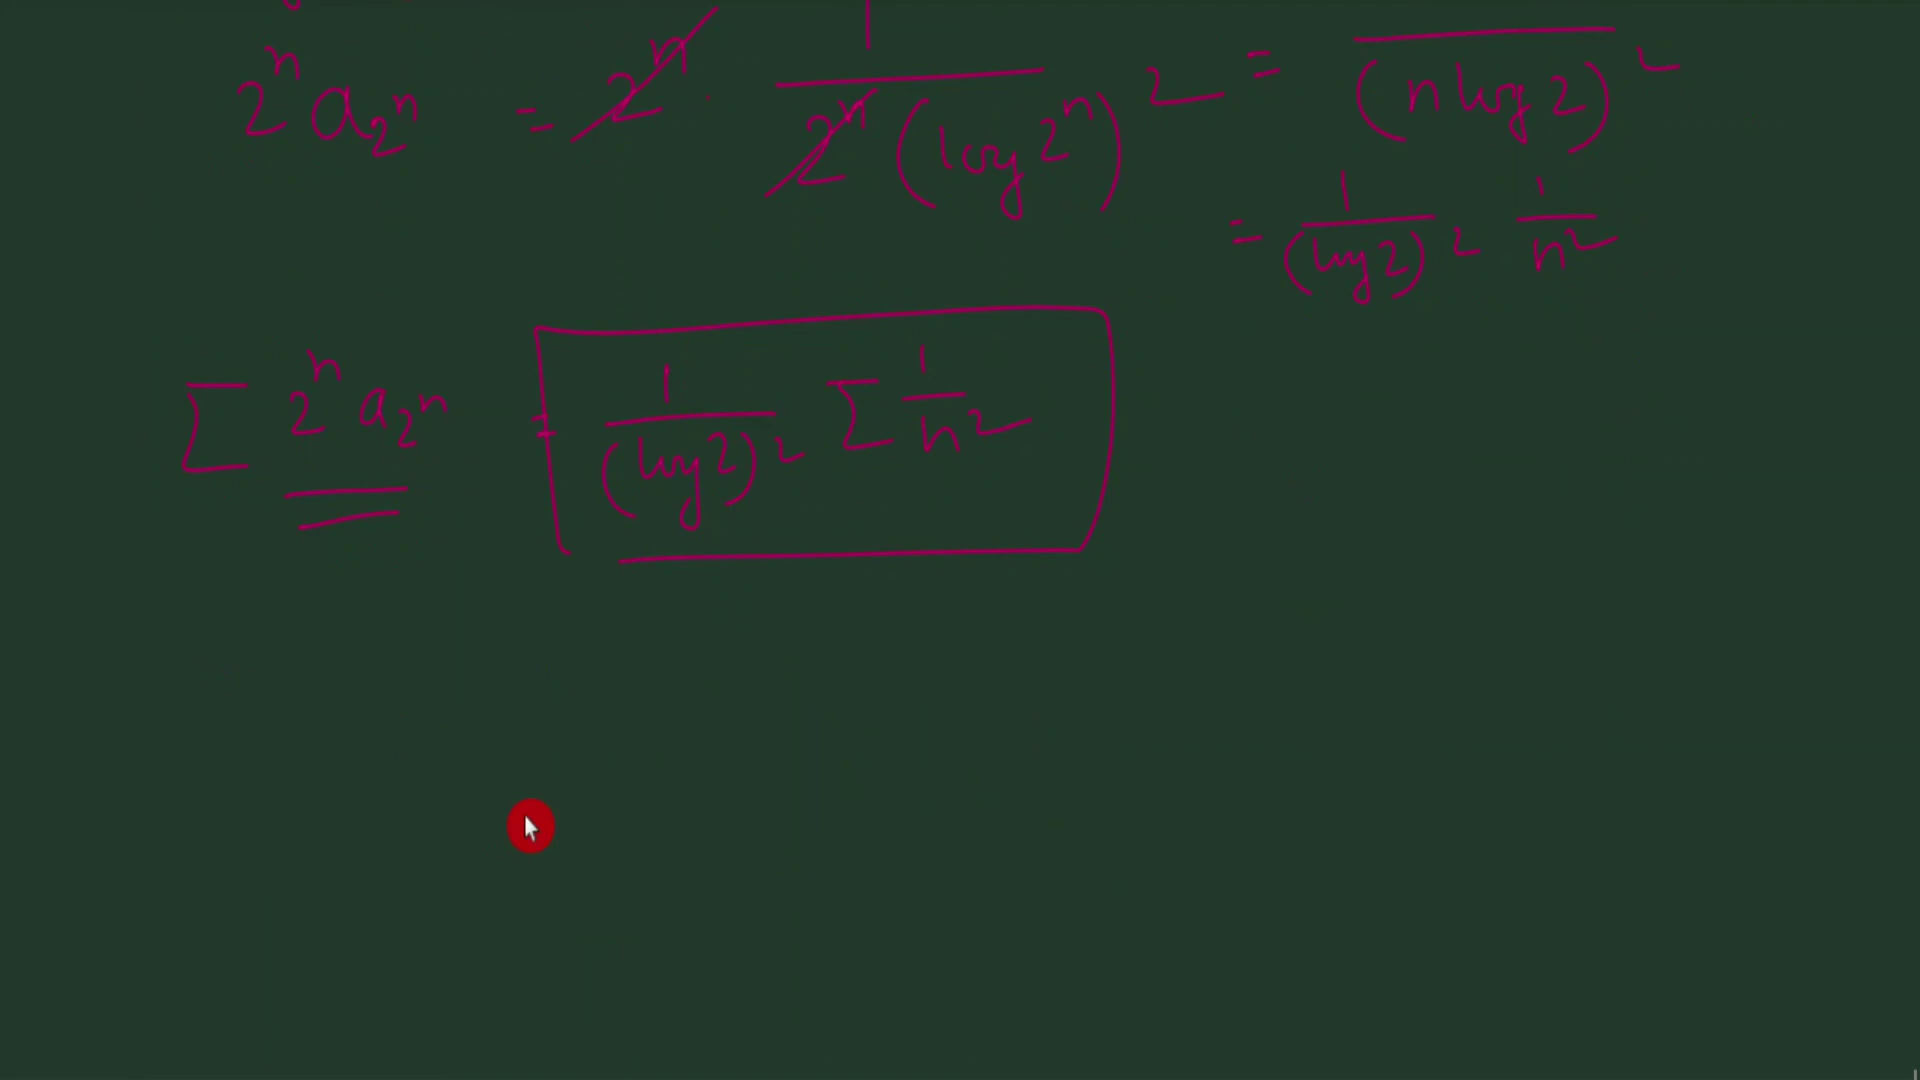 2^n a_{2^n} = 2^n · 1/(2^n (log 2^n)^2) = /(n log 2)^2
= 1/(log 2)^2 1/n^2
Σ 2^n a_{2^n} = 1/(log 2)^2 Σ 1/n^2